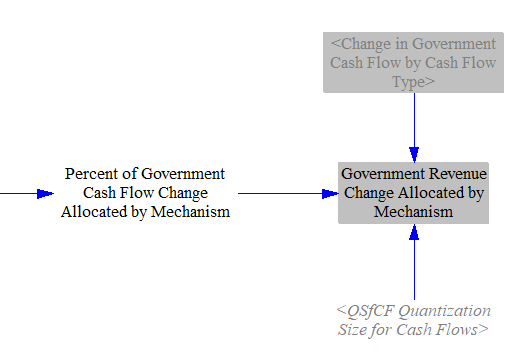 <Change in Government
Cash Flow by Cash Flow
Type>
Percent of Government
Cash Flow Change
Allocated by Mechanism
Government Revenue
Change Allocated by
Mechanism
<QSfCF Quantization
Size for Cash Flows>